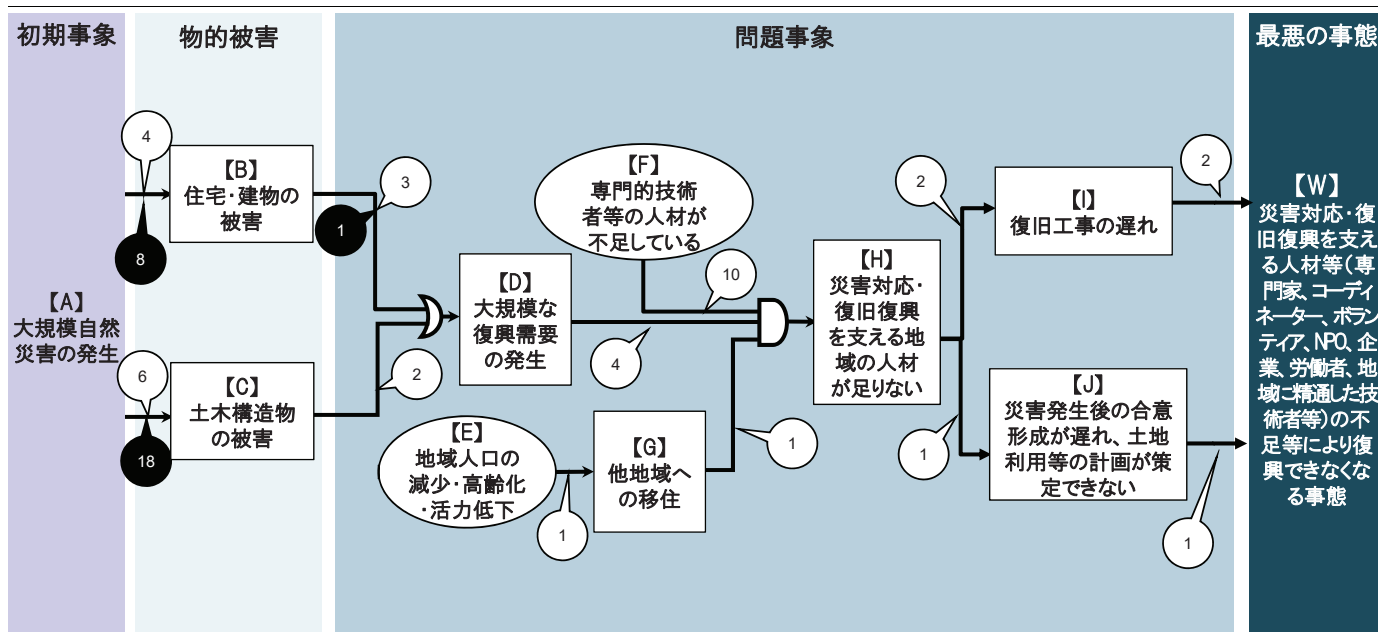 初期事象
物的被害
問題事象
最悪の事態
【A】
大規模自然
災害の発生
4
8
【B】
住宅・建物の
被害
6
18
【C】
土木構造物
の被害
3
1
2
【D】
大規模な
復興需要
の発生
4
【E】
地域人口の
減少・高齢化
・活力低下
1
【F】
専門的技術
者等の人材が
不足している
10
【G】
他地域へ
の移住
1
【H】
災害対応・
復旧復興
を支える地
域の人材
が足りない
2
1
【I】
復旧工事の遅れ
2
【J】
災害発生後の合意
形成が遅れ、土地
利用等の計画が策
定できない
1
【W】
災害対応・復
旧復興を支え
る人材等（専
門家、コーディ
ネーター、ボラン
ティア、NPO、企
業、労働者、地
域に精通した技
術者等）の不
足等により復
興できなくな
る事態